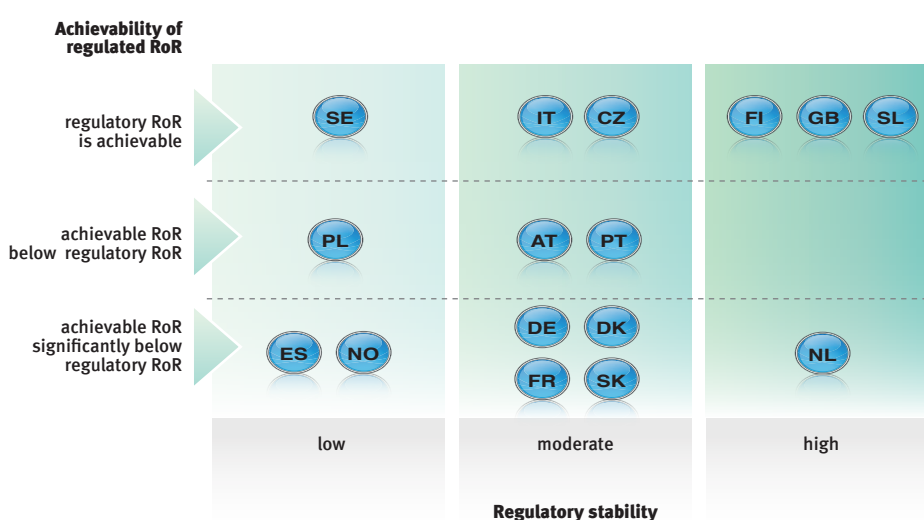 Achievability of
regulated RoR
regulatory RoR
is achievable
SE
IT CZ
FI GB SL
achievable RoR
below regulatory RoR
PL
AT PT
achievable RoR
significantly below
regulatory RoR
ES NO
DE DK
FR SK
NL
low
moderate
high
Regulatory stability